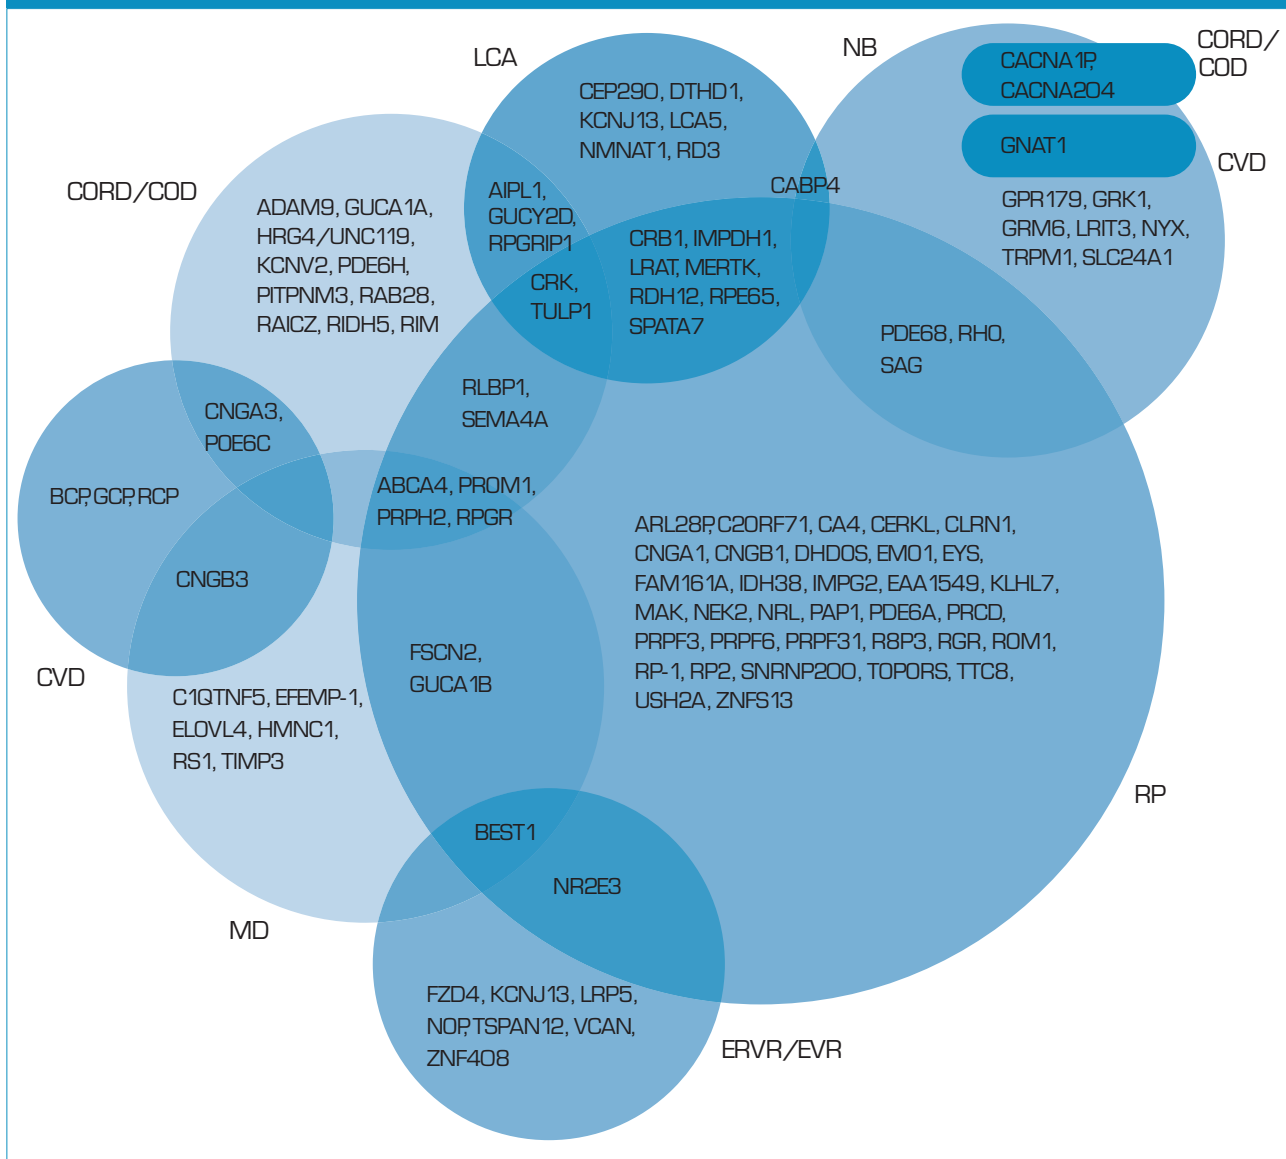 LCA
NB
CORD/
COD
CACNA1P,
CACNA2O4
GNAT1
CVD
CEP290, DTHD1,
KCNJ13, LCA5,
NMNAT1, RD3
CABP4
GPR179, GRK1,
GRM6, LRIT3, NYX,
TRPM1, SLC24A1
CORD/COD
ADAM9, GUCA1A,
HRG4/UNC119,
KCNV2, PDE6H,
PITPNM3, RAB28,
RAICZ, RIDH5, RIM
AIPL1,
GUCY2D,
RPGRIP1
CRK,
TULP1
CRB1, IMPDH1,
LRAT, MERTK,
RDH12, RPE65,
SPATA7
PDE68, RHO,
SAG
RLBP1,
SEMA4A
CNGA3,
POE6C
BCP, GCP, RCP
ABCA4, PROM1,
PRPH2, RPGR
CNGB3
ARL28P, C2ORF71, CA4, CERKL, CLRN1,
CNGA1, CNGB1, DHDOS, EMO1, EYS,
FAM161A, IDH38, IMPG2, EAA1549, KLHL7,
MAK, NEK2, NRL, PAP1, PDE6A, PRCD,
PRPF3, PRPF6, PRPF31, R8P3, RGR, ROM1,
RP-1, RP2, SNRNP200, TOPORS, TTC8,
USH2A, ZNFS13
FSCN2,
GUCA1B
CVD
C1QTNF5, EFEMP-1,
ELOVL4, HMNC1,
RS1, TIMP3
RP
BEST1
NR2E3
MD
FZD4, KCNJ13, LRP5,
NOP, TSPAN12, VCAN,
ZNF408
ERVR/EVR